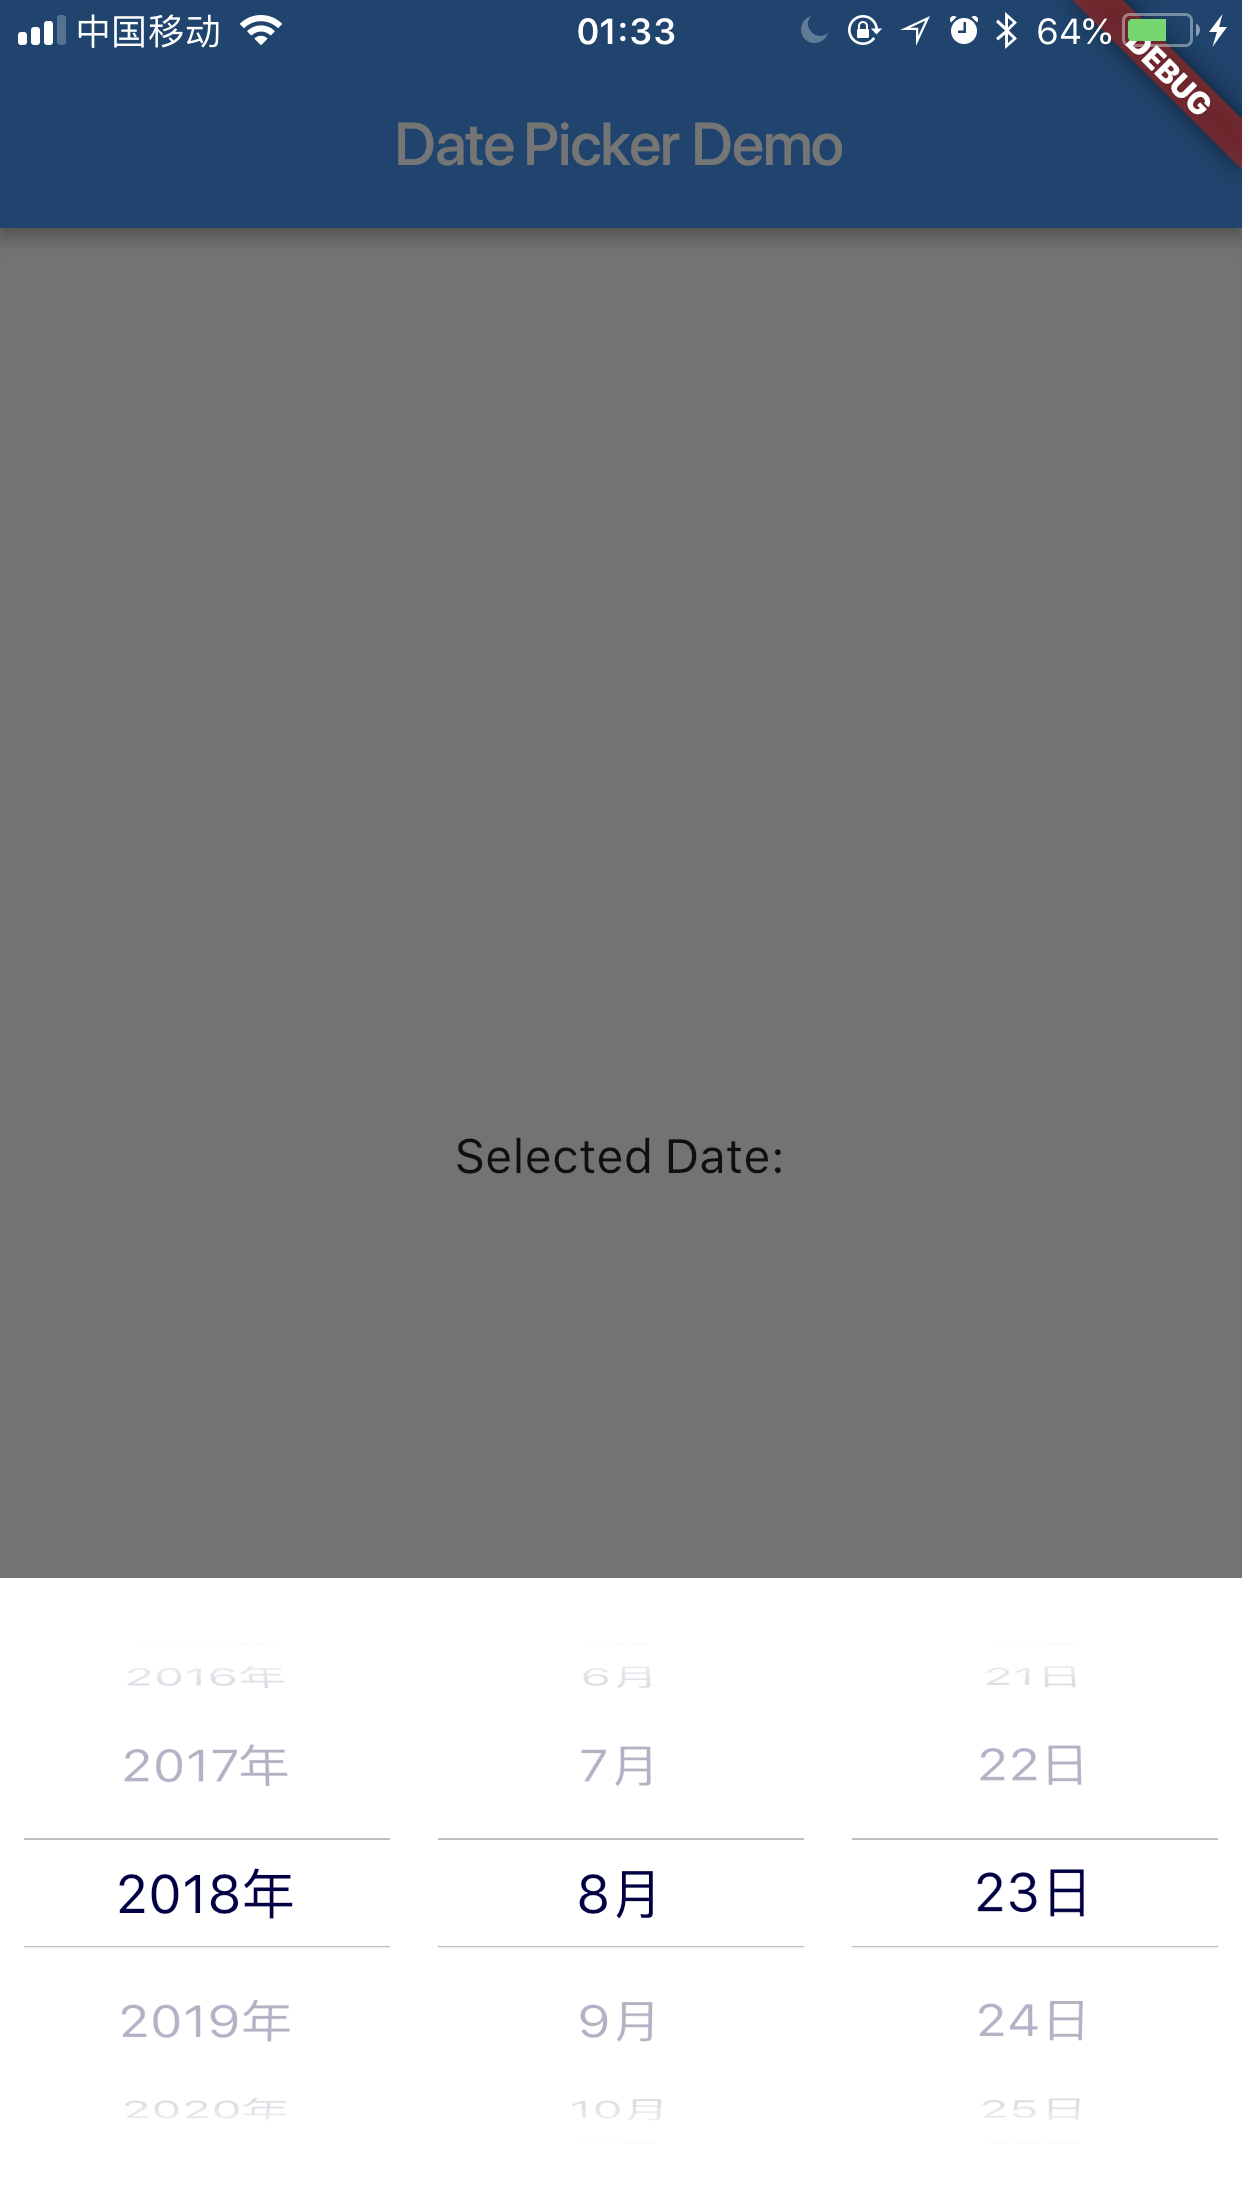 中国移动 01:33 64%
DEBUG
Date Picker Demo
Selected Date:
2016年 6月 21日
2017年 7月 22日
2018年 8月 23日
2019年 9月 24日
2020年 10月 25日